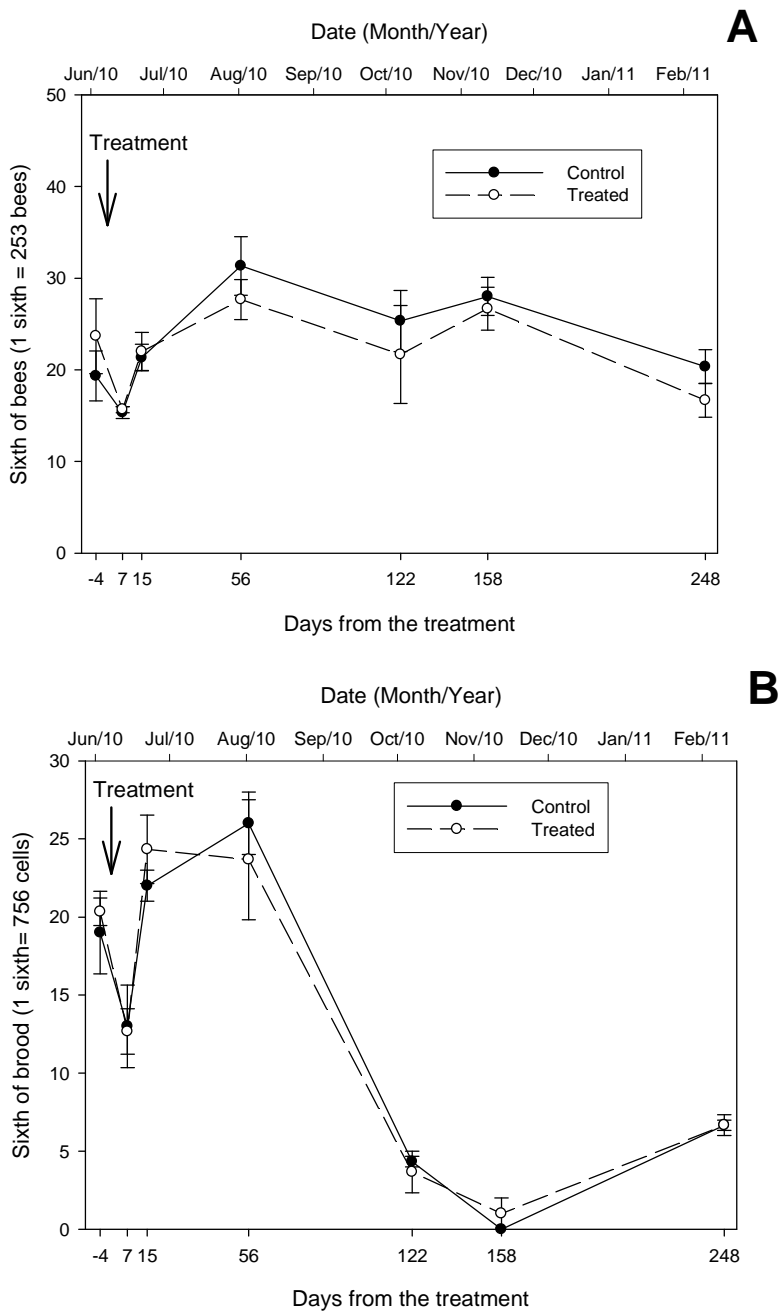 A
Date (Month/Year)
Jun/10 Jul/10 Aug/10 Sep/10 Oct/10 Nov/10 Dec/10 Jan/11 Feb/11
50
Treatment
Control
Treated
40
30
20
10
0
Sixth of bees (1 sixth = 253 bees)
-4 7 15 56 122 158 248
Days from the treatment
B
Date (Month/Year)
Jun/10 Jul/10 Aug/10 Sep/10 Oct/10 Nov/10 Dec/10 Jan/11 Feb/11
30
Treatment
Control
Treated
25
20
15
10
5
0
Sixth of brood (1 sixth= 756 cells)
-4 7 15 56 122 158 248
Days from the treatment